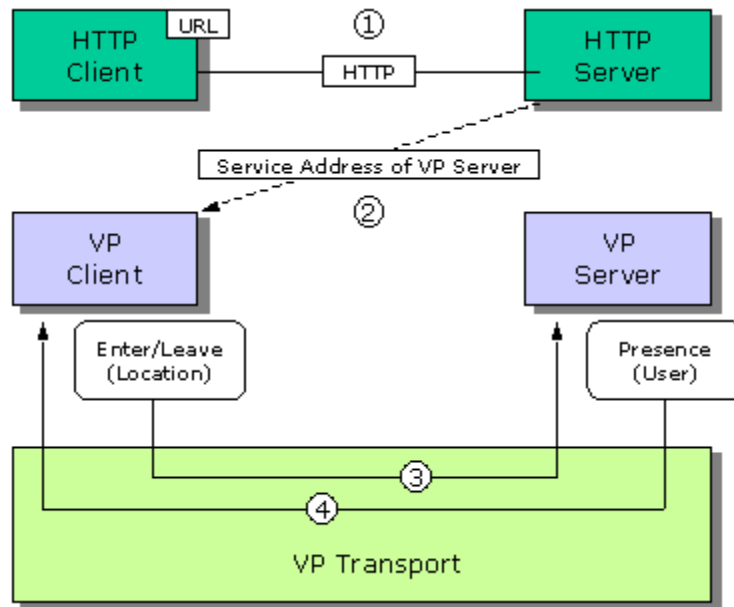 URL
①
HTTP
Client
HTTP
HTTP
Server
Service Address of VP Server
②
VP
Client
VP
Server
Enter/Leave
(Location)
Presence
(User)
③
④
VP Transport